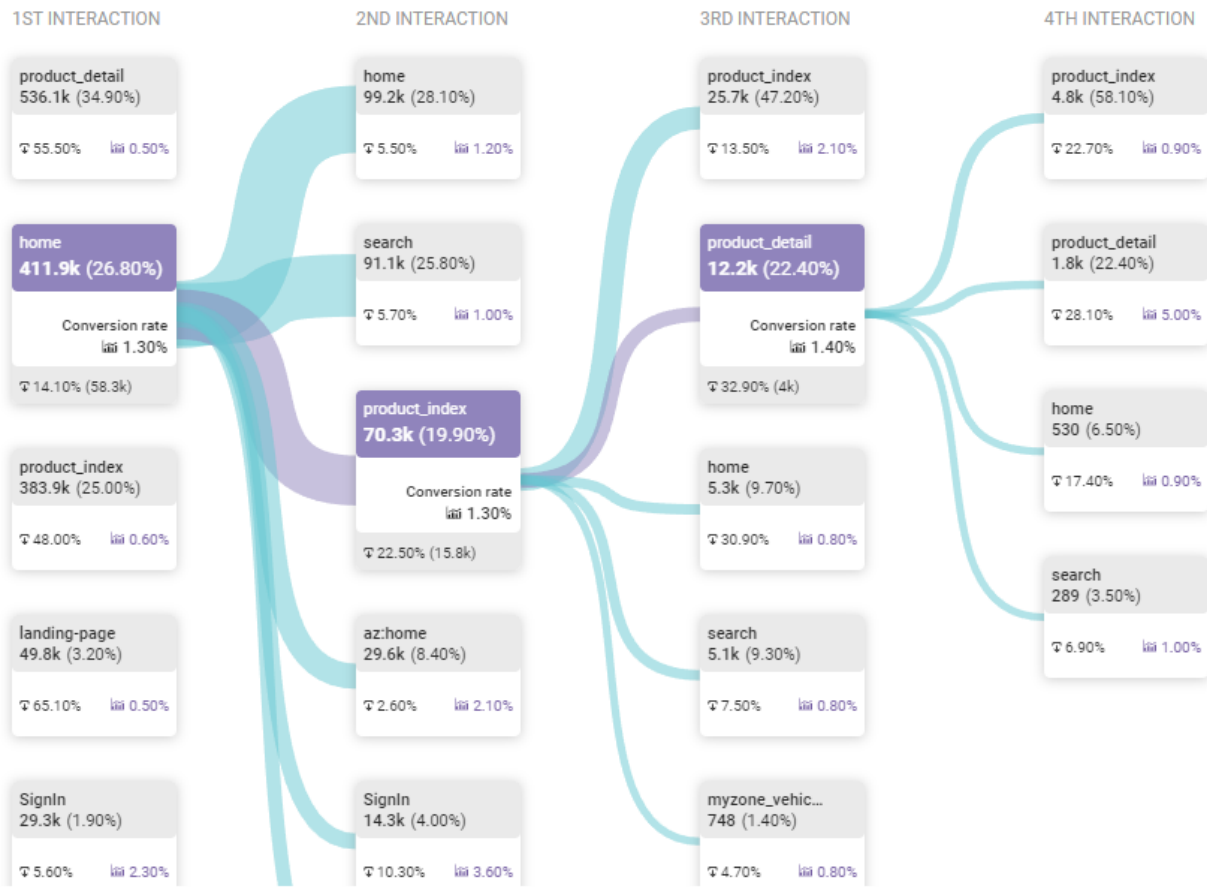 1ST INTERACTION
2ND INTERACTION
3RD INTERACTION
4TH INTERACTION
product_detail
536.1k (34.90%)
55.50% 0.50%
home
411.9k (26.80%)
Conversion rate
1.30%
14.10% (58.3k)
product_index
383.9k (25.00%)
48.00% 0.60%
landing-page
49.8k (3.20%)
65.10% 0.50%
SignIn
29.3k (1.90%)
5.60% 2.30%
home
99.2k (28.10%)
5.50% 1.20%
search
91.1k (25.80%)
5.70% 1.00%
product_index
70.3k (19.90%)
Conversion rate
1.30%
22.50% (15.8k)
az:home
29.6k (8.40%)
2.60% 2.10%
SignIn
14.3k (4.00%)
10.30% 3.60%
product_index
25.7k (47.20%)
13.50% 2.10%
product_detail
12.2k (22.40%)
Conversion rate
1.40%
32.90% (4k)
home
5.3k (9.70%)
30.90% 0.80%
search
5.1k (9.30%)
7.50% 0.80%
myzone_vehic...
748 (1.40%)
4.70% 0.80%
product_index
4.8k (58.10%)
22.70% 0.90%
product_detail
1.8k (22.40%)
28.10% 5.00%
home
530 (6.50%)
17.40% 0.90%
search
289 (3.50%)
6.90% 1.00%